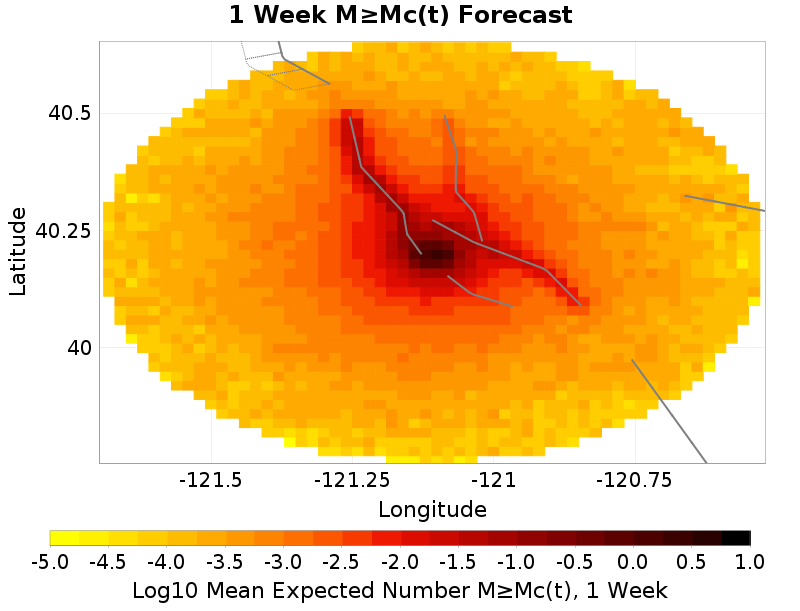 1 Week M≥Mc(t) Forecast
Latitude
40.5
40.25
40
-121.5 -121.25 -121 -120.75
Longitude
-5.0 -4.5 -4.0 -3.5 -3.0 -2.5 -2.0 -1.5 -1.0 -0.5 0.0 0.5 1.0
Log10 Mean Expected Number M≥Mc(t), 1 Week